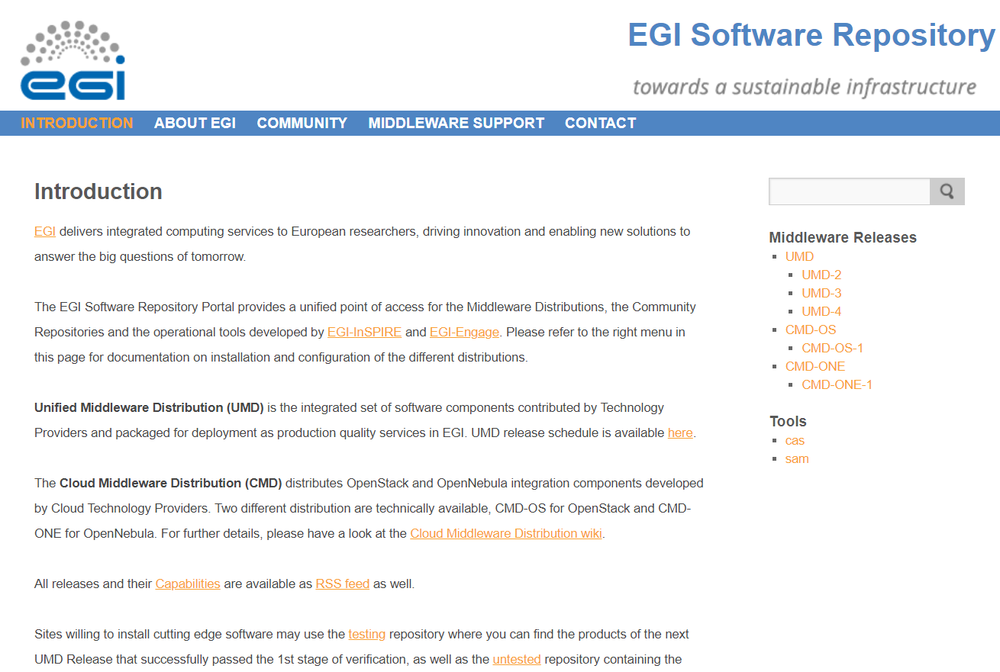 egi
EGI Software Repository
towards a sustainable infrastructure
INTRODUCTION ABOUT EGI COMMUNITY MIDDLEWARE SUPPORT CONTACT
Introduction
EGI delivers integrated computing services to European researchers, driving innovation and enabling new solutions to
answer the big questions of tomorrow.
The EGI Software Repository Portal provides a unified point of access for the Middleware Distributions, the Community
Repositories and the operational tools developed by EGI-InSPIRE and EGI-Engage. Please refer to the right menu in
this page for documentation on installation and configuration of the different distributions.
Unified Middleware Distribution (UMD) is the integrated set of software components contributed by Technology
Providers and packaged for deployment as production quality services in EGI. UMD release schedule is available here.
The Cloud Middleware Distribution (CMD) distributes OpenStack and OpenNebula integration components developed
by Cloud Technology Providers. Two different distribution are technically available, CMD-OS for OpenStack and CMD-
ONE for OpenNebula. For further details, please have a look at the Cloud Middleware Distribution wiki.
All releases and their Capabilities are available as RSS feed as well.
Sites willing to install cutting edge software may use the testing repository where you can find the products of the next
UMD Release that successfully passed the 1st stage of verification, as well as the untested repository containing the
Middleware Releases
UMD
UMD-2
UMD-3
UMD-4
CMD-OS
CMD-OS-1
CMD-ONE
CMD-ONE-1
Tools
cas
sam